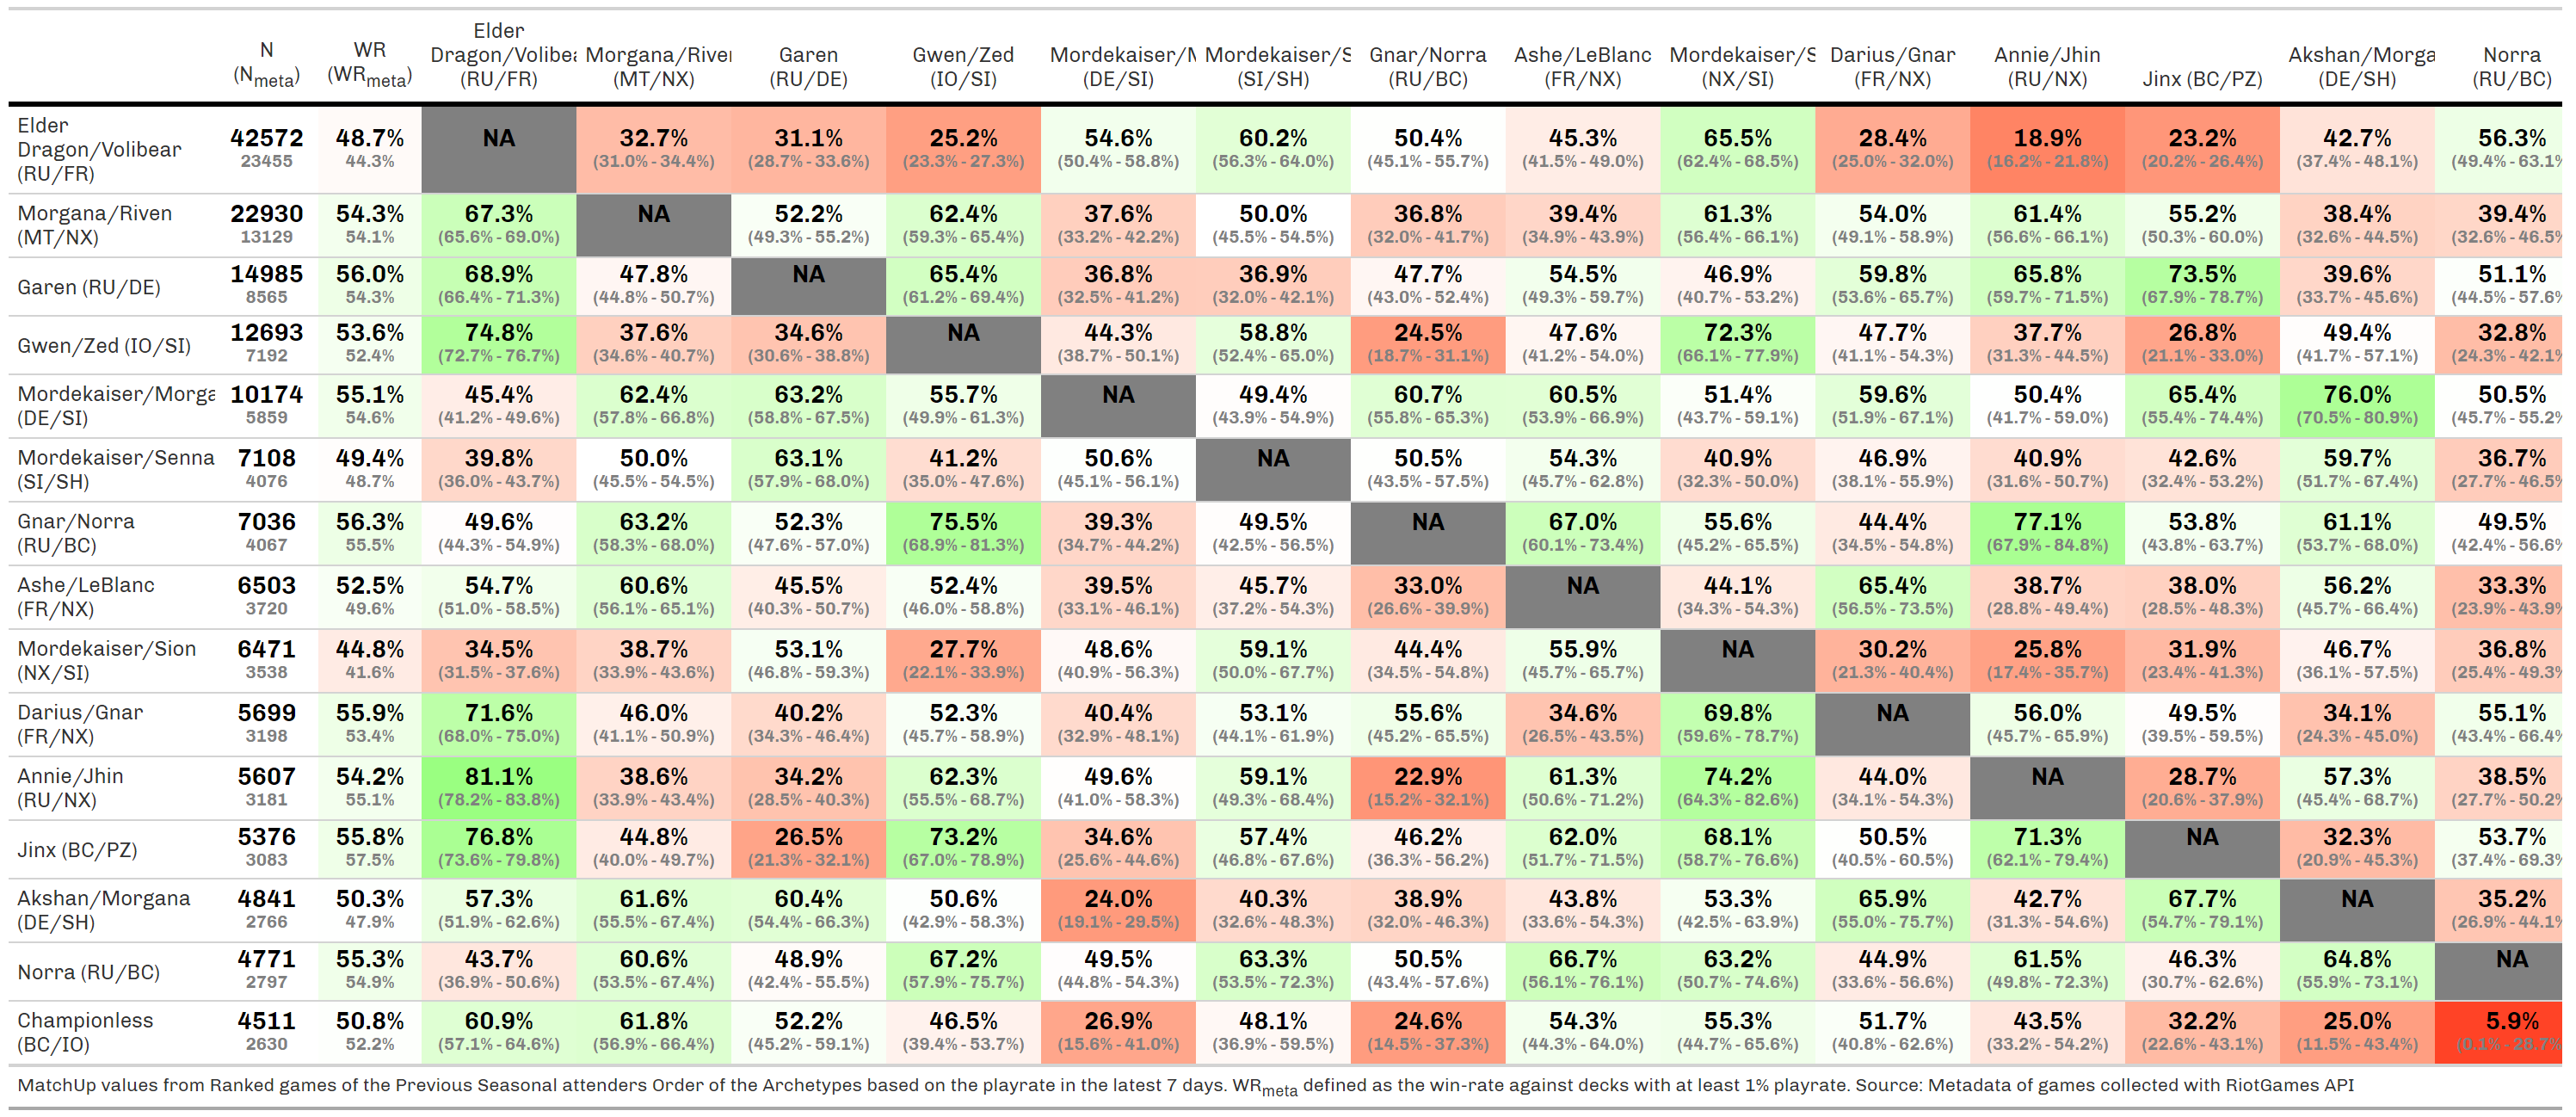 N (Nmeta) WR (WRmeta) Elder Dragon/Volibea (RU/FR) Morgana/Riven (MT/NX) Garen (RU/DE) Gwen/Zed (IO/SI) Mordekaiser/M (DE/SI) Mordekaiser/S (SI/SH) Gnar/Norra (RU/BC) Ashe/LeBlanc (FR/NX) Mordekaiser/S (NX/SI) Darius/Gnar (FR/NX) Annie/Jhin (RU/NX) Jinx (BC/PZ) Akshan/Morga (DE/SH) Norra (RU/BC)
Elder Dragon/Volibear (RU/FR) 42572 48.7% NA 32.7% 31.1% 25.2% 54.6% 60.2% 50.4% 45.3% 65.5% 28.4% 18.9% 23.2% 42.7% 56.3%
23455 44.3% (31.0% - 34.4%) (28.7% - 33.6%) (23.3% - 27.3%) (50.4% - 58.8%) (56.3% - 64.0%) (45.1% - 55.7%) (41.5% - 49.0%) (62.4% - 68.5%) (25.0% - 32.0%) (16.2% - 21.8%) (20.2% - 26.4%) (37.4% - 48.1%) (49.4% - 63.1%
Morgana/Riven (MT/NX) 22930 54.3% 67.3% NA 52.2% 62.4% 37.6% 50.0% 36.8% 39.4% 61.3% 54.0% 61.4% 55.2% 38.4% 39.4%
13129 54.1% (65.6% - 69.0%) (49.3% - 55.2%) (59.3% - 65.4%) (33.2% - 42.2%) (45.5% - 54.5%) (32.0% - 41.7%) (34.9% - 43.9%) (56.4% - 66.1%) (49.1% - 58.9%) (56.6% - 66.1%) (50.3% - 60.0%) (32.6% - 44.5%) (32.6% - 46.5%
Garen (RU/DE) 14985 56.0% 68.9% 47.8% NA 65.4% 36.8% 36.9% 47.7% 54.5% 46.9% 59.8% 65.8% 73.5% 39.6% 51.1%
8565 54.3% (66.4% - 71.3%) (44.8% - 50.7%) (61.2% - 69.4%) (32.5% - 41.2%) (32.0% - 42.1%) (43.0% - 52.4%) (49.3% - 59.7%) (40.7% - 53.2%) (53.6% - 65.7%) (59.7% - 71.5%) (67.9% - 78.7%) (33.7% - 45.6%) (44.5% - 57.6%
Gwen/Zed (IO/SI) 12693 53.6% 74.8% 37.6% 34.6% NA 44.3% 58.8% 24.5% 47.6% 72.3% 47.7% 37.7% 26.8% 49.4% 32.8%
7192 52.4% (72.7% - 76.7%) (34.6% - 40.7%) (30.6% - 38.8%) (38.7% - 50.1%) (52.4% - 65.0%) (18.7% - 31.1%) (41.2% - 54.0%) (66.1% - 77.9%) (41.1% - 54.3%) (31.3% - 44.5%) (21.1% - 33.0%) (41.7% - 57.1%) (24.3% - 42.1%
Mordekaiser/Morga (DE/SI) 10174 55.1% 45.4% 62.4% 63.2% 55.7% NA 49.4% 60.7% 60.5% 51.4% 59.6% 50.4% 65.4% 76.0% 50.5%
5859 54.6% (41.2% - 49.6%) (57.8% - 66.8%) (58.8% - 67.5%) (49.9% - 61.3%) (43.9% - 54.9%) (55.8% - 65.3%) (53.9% - 66.9%) (43.7% - 59.1%) (51.9% - 67.1%) (41.7% - 59.0%) (55.4% - 74.4%) (70.5% - 80.9%) (45.7% - 55.2%
Mordekaiser/Senna (SI/SH) 7108 49.4% 39.8% 50.0% 63.1% 41.2% 50.6% NA 50.5% 54.3% 40.9% 46.9% 40.9% 42.6% 59.7% 36.7%
4076 48.7% (36.0% - 43.7%) (45.5% - 54.5%) (57.9% - 68.0%) (35.0% - 47.6%) (45.1% - 56.1%) (43.5% - 57.5%) (45.7% - 62.8%) (32.3% - 50.0%) (38.1% - 55.9%) (31.6% - 50.7%) (32.4% - 53.2%) (51.7% - 67.4%) (27.7% - 46.5%
Gnar/Norra (RU/BC) 7036 56.3% 49.6% 63.2% 52.3% 75.5% 39.3% 49.5% NA 67.0% 55.6% 44.4% 77.1% 53.8% 61.1% 49.5%
4067 55.5% (44.3% - 54.9%) (58.3% - 68.0%) (47.6% - 57.0%) (68.9% - 81.3%) (34.7% - 44.2%) (42.5% - 56.5%) (60.1% - 73.4%) (45.2% - 65.5%) (34.5% - 54.8%) (67.9% - 84.8%) (43.8% - 63.7%) (53.7% - 68.0%) (42.4% - 56.6%
Ashe/LeBlanc (FR/NX) 6503 52.5% 54.7% 60.6% 45.5% 52.4% 39.5% 45.7% 33.0% NA 44.1% 65.4% 38.7% 38.0% 56.2% 33.3%
3720 49.6% (51.0% - 58.5%) (56.1% - 65.1%) (40.3% - 50.7%) (46.0% - 58.8%) (33.1% - 46.1%) (37.2% - 54.3%) (26.6% - 39.9%) (34.3% - 54.3%) (56.5% - 73.5%) (28.8% - 49.4%) (28.5% - 48.3%) (45.7% - 66.4%) (23.9% - 43.9%
Mordekaiser/Sion (NX/SI) 6471 44.8% 34.5% 38.7% 53.1% 27.7% 48.6% 59.1% 44.4% 55.9% NA 30.2% 25.8% 31.9% 46.7% 36.8%
3538 41.6% (31.5% - 37.6%) (33.9% - 43.6%) (46.8% - 59.3%) (22.1% - 33.9%) (40.9% - 56.3%) (50.0% - 67.7%) (34.5% - 54.8%) (45.7% - 65.7%) (21.3% - 40.4%) (17.4% - 35.7%) (23.4% - 41.3%) (36.1% - 57.5%) (25.4% - 49.3%
Darius/Gnar (FR/NX) 5699 55.9% 71.6% 46.0% 40.2% 52.3% 40.4% 53.1% 55.6% 34.6% 69.8% NA 56.0% 49.5% 34.1% 55.1%
3198 53.4% (68.0% - 75.0%) (41.1% - 50.9%) (34.3% - 46.4%) (45.7% - 58.9%) (32.9% - 48.1%) (44.1% - 61.9%) (45.2% - 65.5%) (26.5% - 43.5%) (59.6% - 78.7%) (45.7% - 65.9%) (39.5% - 59.5%) (24.3% - 45.0%) (43.4% - 66.4%
Annie/Jhin (RU/NX) 5607 54.2% 81.1% 38.6% 34.2% 62.3% 49.6% 59.1% 22.9% 61.3% 74.2% 44.0% NA 28.7% 57.3% 38.5%
3181 55.1% (78.2% - 83.8%) (33.9% - 43.4%) (28.5% - 40.3%) (55.5% - 68.7%) (41.0% - 58.3%) (49.3% - 68.4%) (15.2% - 32.1%) (50.6% - 71.2%) (64.3% - 82.6%) (34.1% - 54.3%) (20.6% - 37.9%) (45.4% - 68.7%) (27.7% - 50.2%
Jinx (BC/PZ) 5376 55.8% 76.8% 44.8% 26.5% 73.2% 34.6% 57.4% 46.2% 62.0% 68.1% 50.5% 71.3% NA 32.3% 53.7%
3083 57.5% (73.6% - 79.8%) (40.0% - 49.7%) (21.3% - 32.1%) (67.0% - 78.9%) (25.6% - 44.6%) (46.8% - 67.6%) (36.3% - 56.2%) (51.7% - 71.5%) (58.7% - 76.6%) (40.5% - 60.5%) (62.1% - 79.4%) (20.9% - 45.3%) (37.4% - 69.3%
Akshan/Morgana (DE/SH) 4841 50.3% 57.3% 61.6% 60.4% 50.6% 24.0% 40.3% 38.9% 43.8% 53.3% 65.9% 42.7% 67.7% NA 35.2%
2766 47.9% (51.9% - 62.6%) (55.5% - 67.4%) (54.4% - 66.3%) (42.9% - 58.3%) (19.1% - 29.5%) (32.6% - 48.3%) (32.0% - 46.3%) (33.6% - 54.3%) (42.5% - 63.9%) (55.0% - 75.7%) (31.3% - 54.6%) (54.7% - 79.1%) (26.9% - 44.1%
Norra (RU/BC) 4771 55.3% 43.7% 60.6% 48.9% 67.2% 49.5% 63.3% 50.5% 66.7% 63.2% 44.9% 61.5% 46.3% 64.8% NA
2797 54.9% (36.9% - 50.6%) (53.5% - 67.4%) (42.4% - 55.5%) (57.9% - 75.7%) (44.8% - 54.3%) (53.5% - 72.3%) (43.4% - 57.6%) (56.1% - 76.1%) (50.7% - 74.6%) (33.6% - 56.6%) (49.8% - 72.3%) (30.7% - 62.6%) (55.9% - 73.1%)
Championless (BC/IO) 4511 50.8% 60.9% 61.8% 52.2% 46.5% 26.9% 48.1% 24.6% 54.3% 55.3% 51.7% 43.5% 32.2% 25.0% 5.9%
2630 52.2% (57.1% - 64.6%) (56.9% - 66.4%) (45.2% - 59.1%) (39.4% - 53.7%) (15.6% - 41.0%) (36.9% - 59.5%) (14.5% - 37.3%) (44.3% - 64.0%) (44.7% - 65.6%) (40.8% - 62.6%) (33.2% - 54.2%) (22.6% - 43.1%) (11.5% - 43.4%) (0.1% - 28.7%
MatchUp values from Ranked games of the Previous Seasonal attenders Order of the Archetypes based on the playrate in the latest 7 days. WRmeta defined as the win-rate against decks with at least 1% playrate. Source: Metadata of games collected with RiotGames API